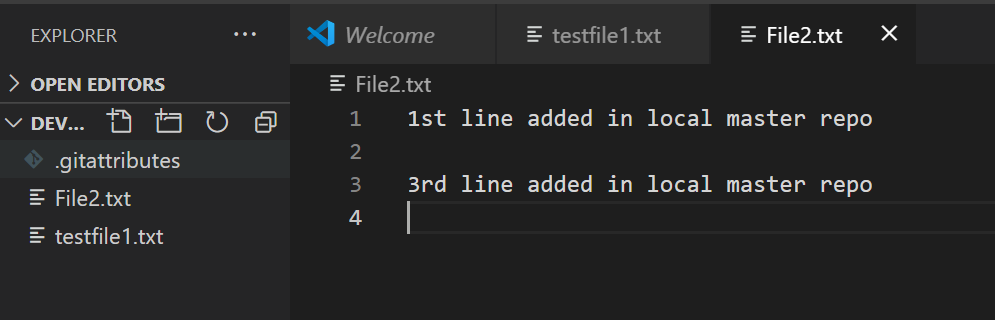 EXPLORER ...
Welcome
testfile1.txt
File2.txt
OPEN EDITORS
File2.txt
DEV...
1 1st line added in local master repo
2
3 3rd line added in local master repo
4
.gitattributes
File2.txt
testfile1.txt